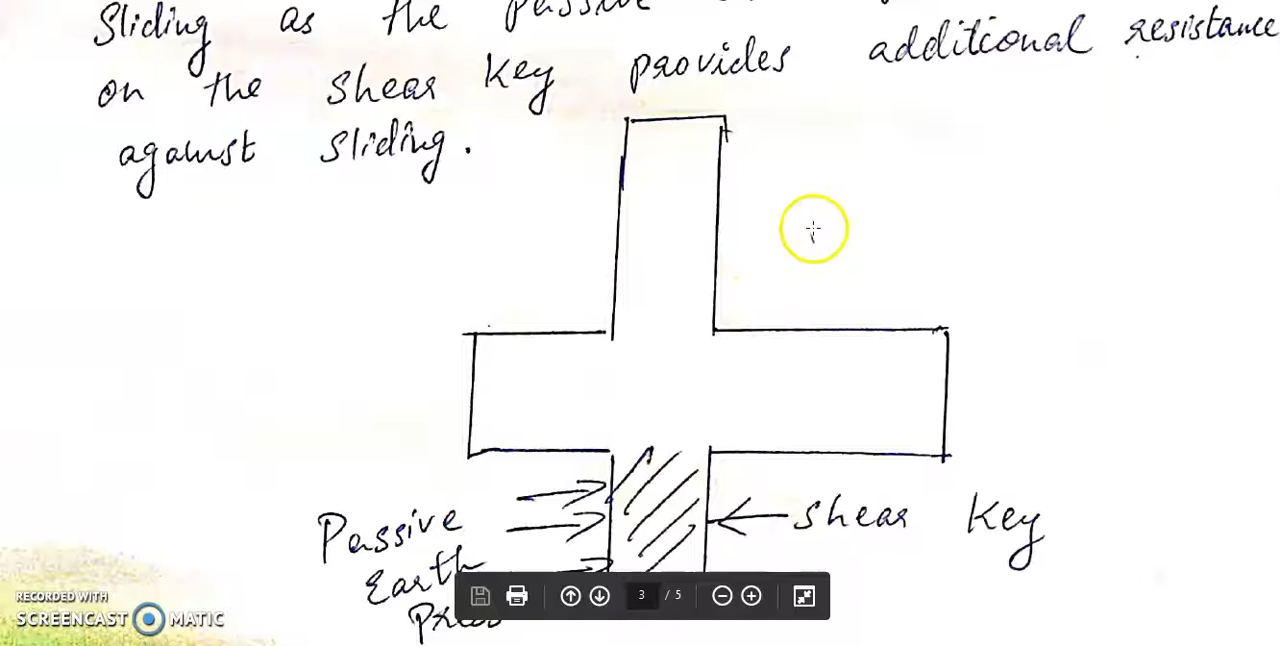 Sliding as the Passive
on the shear key provides additional resistance
against sliding.
Passive
Earth
shear key
3 / 5
RECORDED WITH
SCREENCAST MATIC